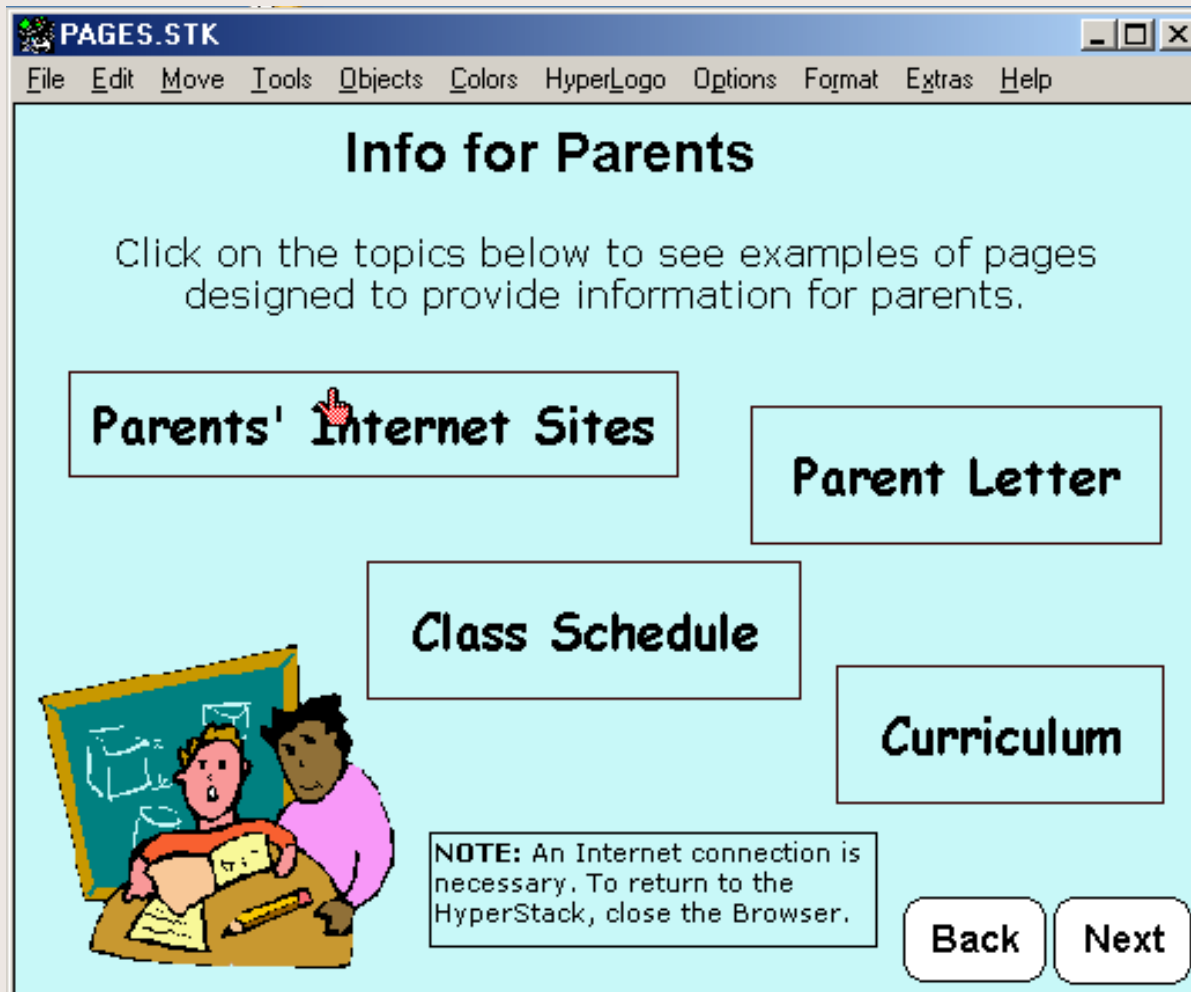 PAGES.STK
File Edit Move Tools Objects Colors HyperLogo Options Format Extras Help
Info for Parents
Click on the topics below to see examples of pages
designed to provide information for parents.
Parents' Internet Sites
Parent Letter
Class Schedule
Curriculum
NOTE: An Internet connection is
necessary. To return to the
HyperStack, close the Browser.
Back Next